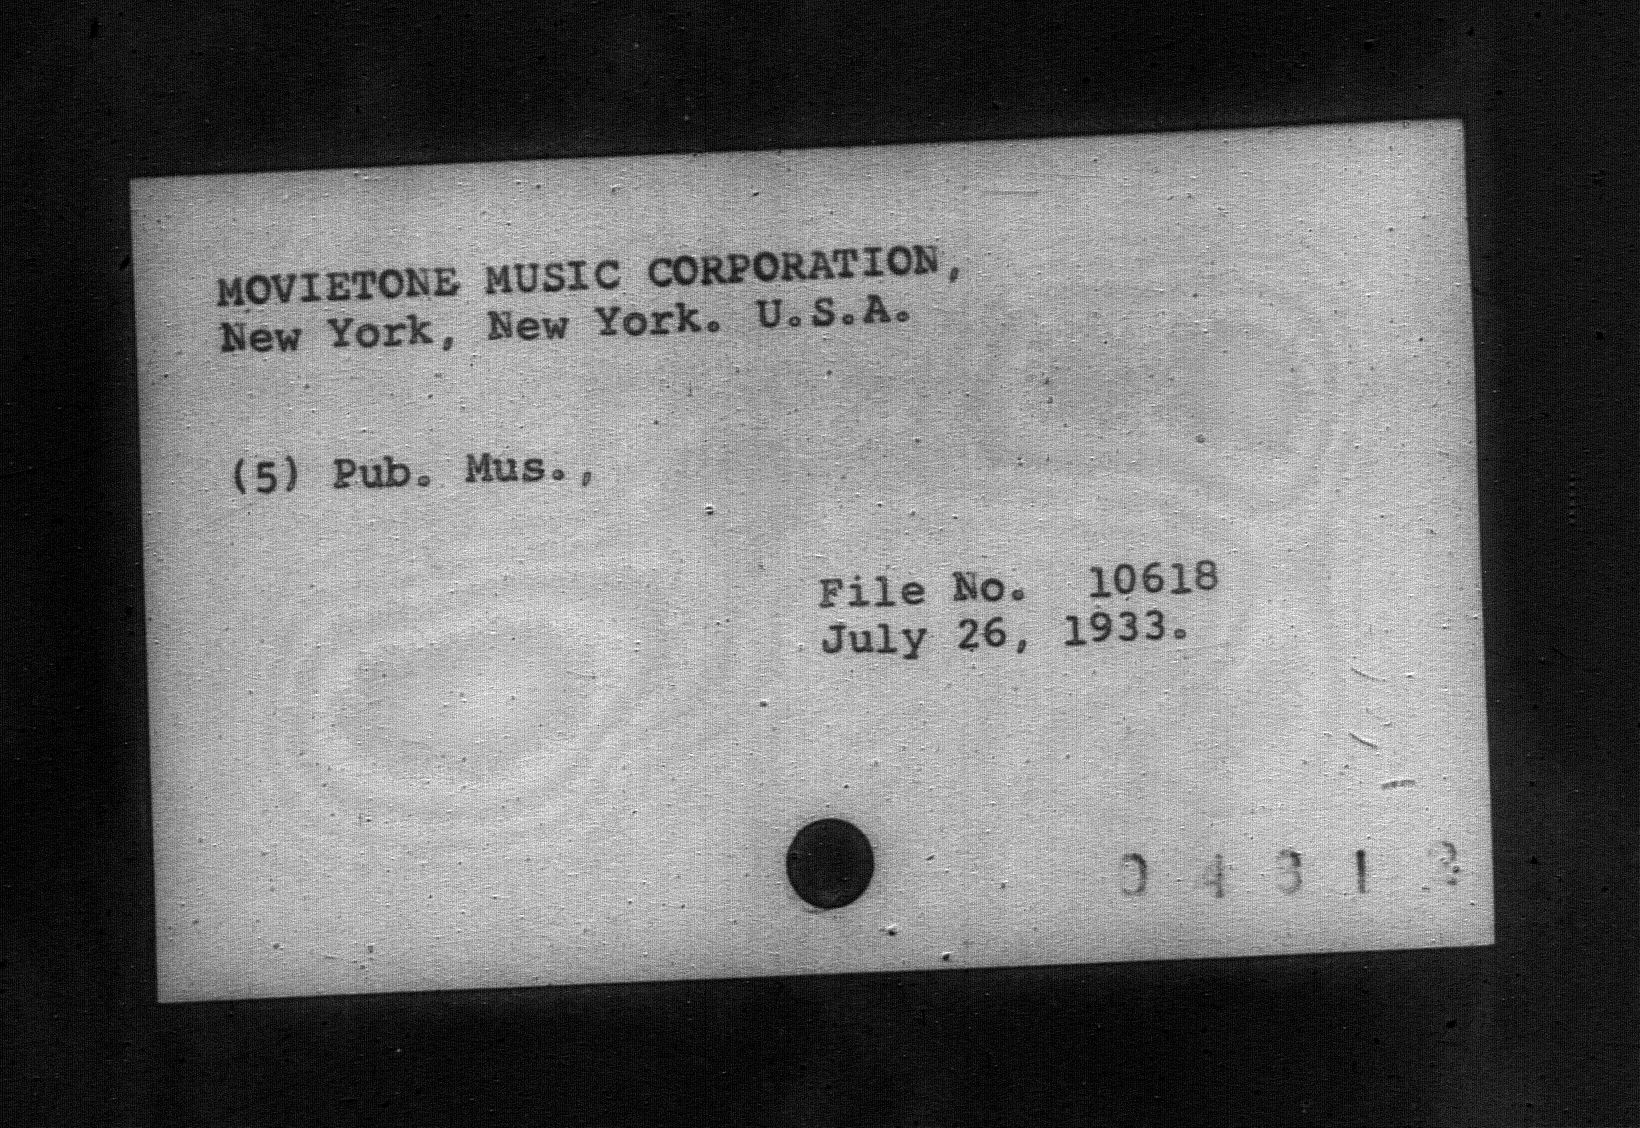 MOVIETONE MUSIC CORPORATION,
New York, New York. U.S.A.
(5) Pub. Mus.,
File No. 10618
July 26, 1933.